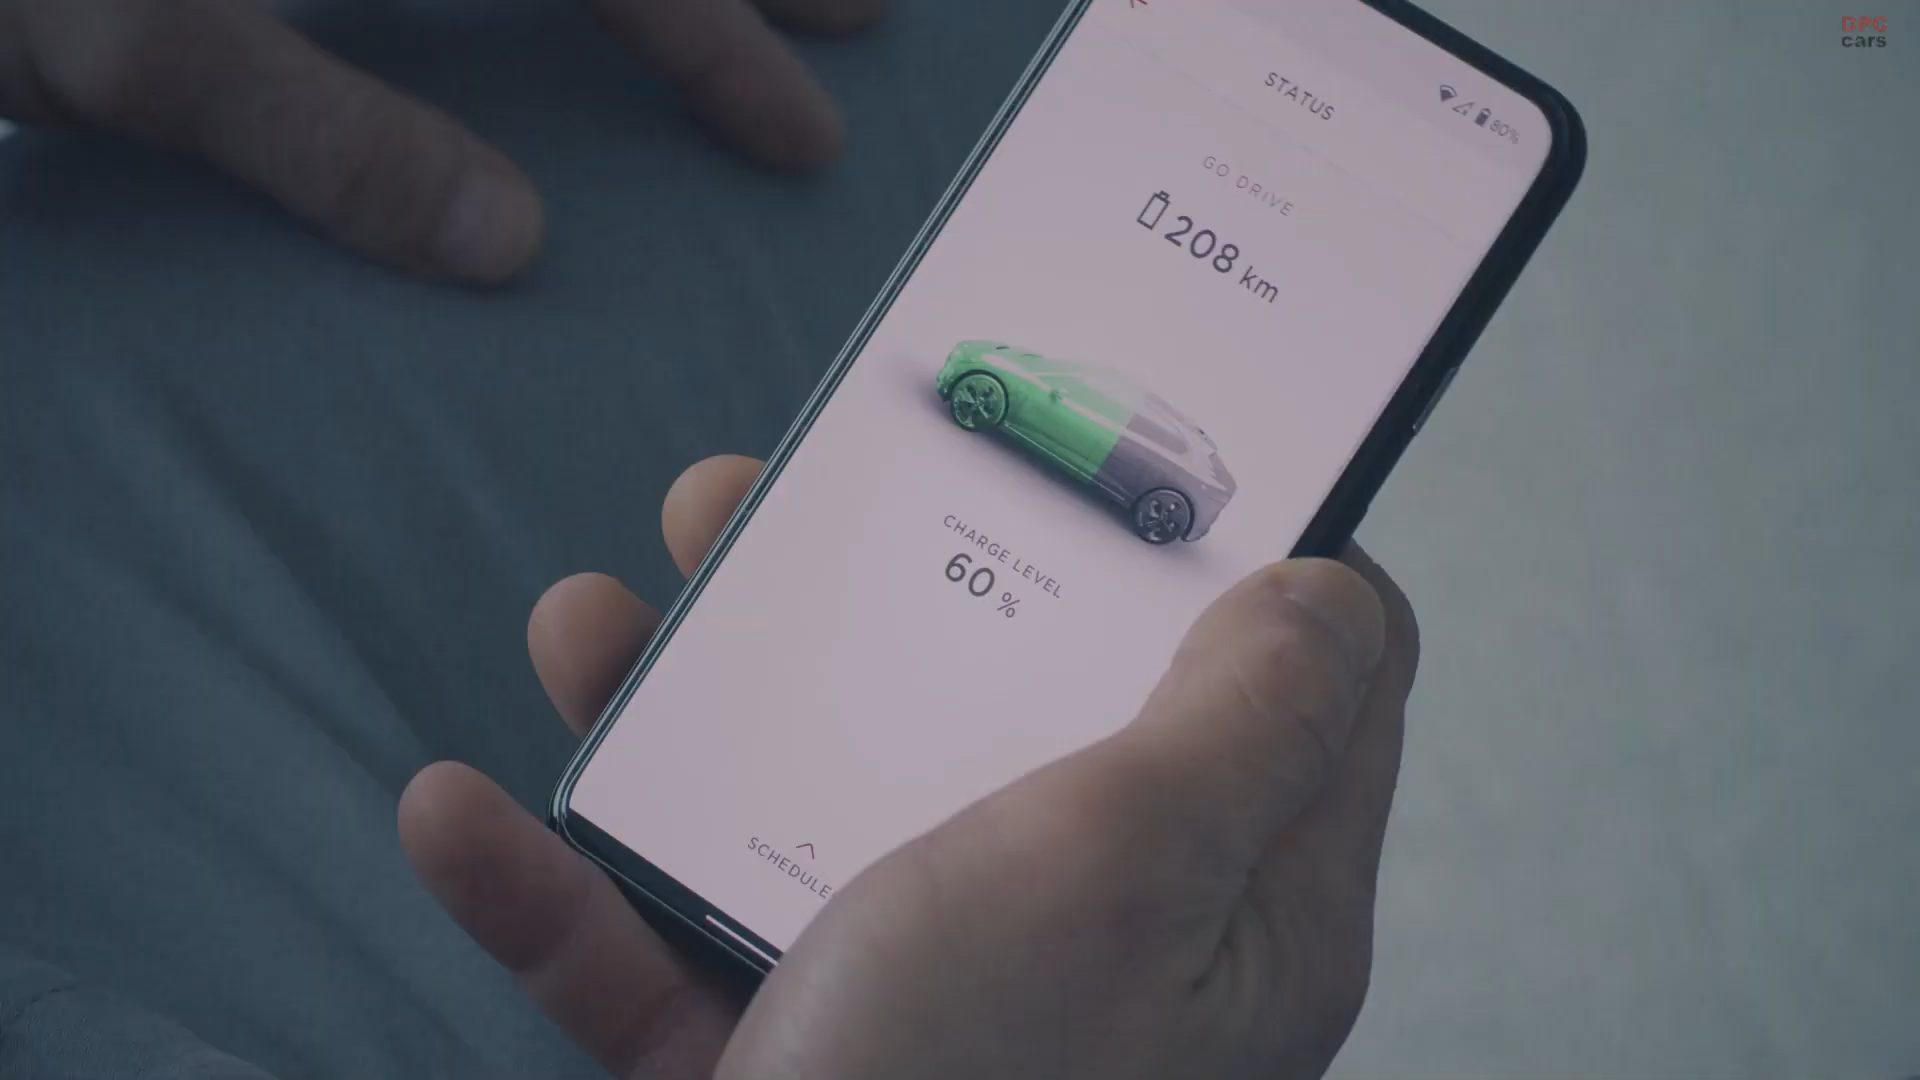 DPC
cars
STATUS
80%
GO DRIVE
208 km
CHARGE LEVEL
60 %
SCHEDULE